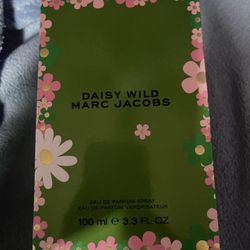 DAISY WILD
MARC JACOBS
EAU DE PARFUM SPRAY
EAU DE PARFUM VAPORISATEUR
100 ml e 3.3 FL OZ